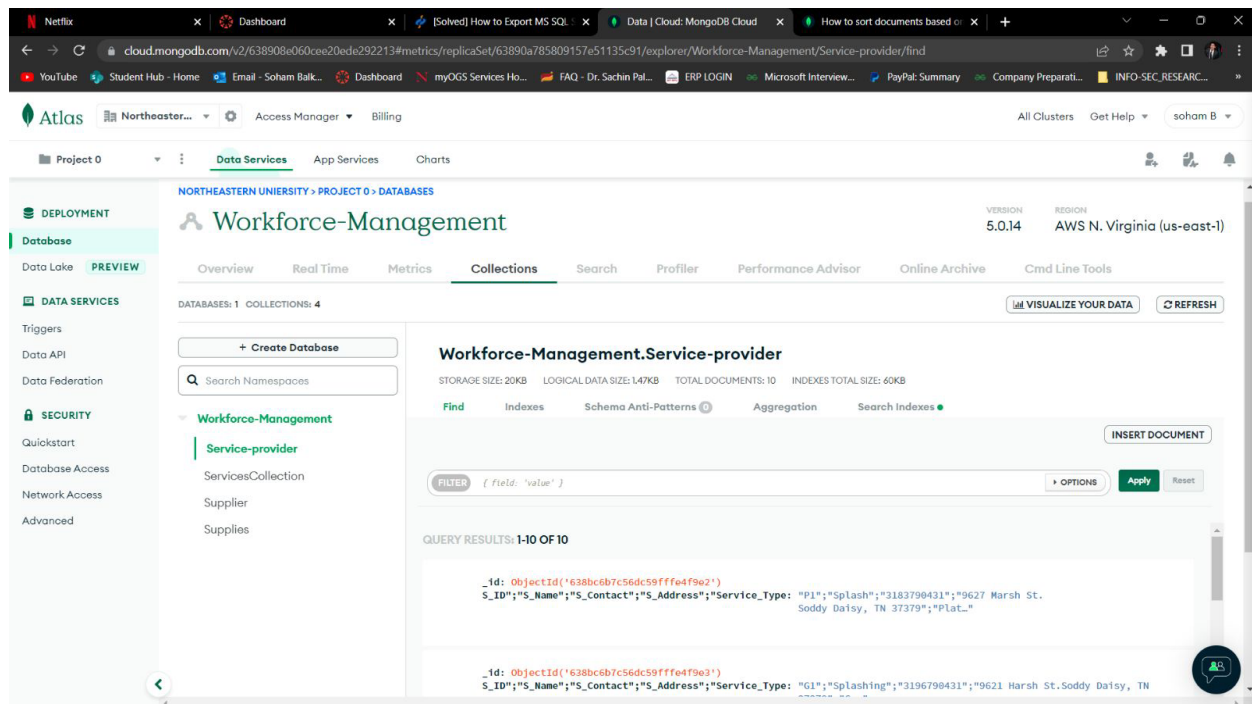 Netflix
Dashboard
[Solved] How to Export MS SQL S
Data | Cloud: MongoDB Cloud
How to sort documents based or
cloud.mongodb.com/v2/638908e060cee20ede292213#metrics/replicaSet/63890a785809157e51135c91/explorer/Workforce-Management/Service-provider/find
YouTube Student Hub - Home Email - Soham Balk... Dashboard myOGS Services Ho... FAQ - Dr. Sachin Pal... ERP LOGIN Microsoft Interview... PayPal: Summary Company Preparati... INFO-SEC_RESEARC... »
Atlas Northeaster... Access Manager Billing All Clusters Get Help soham B
Project 0 Data Services App Services Charts
DEPLOYMENT
Database
Data Lake PREVIEW
DATA SERVICES
Triggers
Data API
Data Federation
SECURITY
Quickstart
Database Access
Network Access
Advanced
NORTHEASTERN UNIERSITY > PROJECT 0 > DATABASES
Workforce-Management
VERSION REGION
5.0.14 AWS N. Virginia (us-east-1)
Overview Real Time Metrics Collections Search Profiler Performance Advisor Online Archive Cmd Line Tools
DATABASES: 1 COLLECTIONS: 4
VISUALIZE YOUR DATA REFRESH
+ Create Database
Search Namespaces
Workforce-Management
Service-provider
ServicesCollection
Supplier
Supplies
Workforce-Management.Service-provider
STORAGE SIZE: 20KB LOGICAL DATA SIZE: 1.47KB TOTAL DOCUMENTS: 10 INDEXES TOTAL SIZE: 60KB
Find Indexes Schema Anti-Patterns 0 Aggregation Search Indexes
INSERT DOCUMENT
FILTER { field: 'value' } OPTIONS Apply Reset
QUERY RESULTS: 1-10 OF 10
_id: ObjectId('638bc6b7c56dc59fffe4f9e2')
S_ID";"S_Name";"S_Contact";"S_Address";"Service_Type: "P1";"Splash";"3183790431";"9627 Marsh St.
Soddy Daisy, TN 37379";"Plat…"
_id: ObjectId('638bc6b7c56dc59fffe4f9e3')
S_ID";"S_Name";"S_Contact";"S_Address";"Service_Type: "G1";"Splashing";"3196790431";"9621 Harsh St.Soddy Daisy, TN